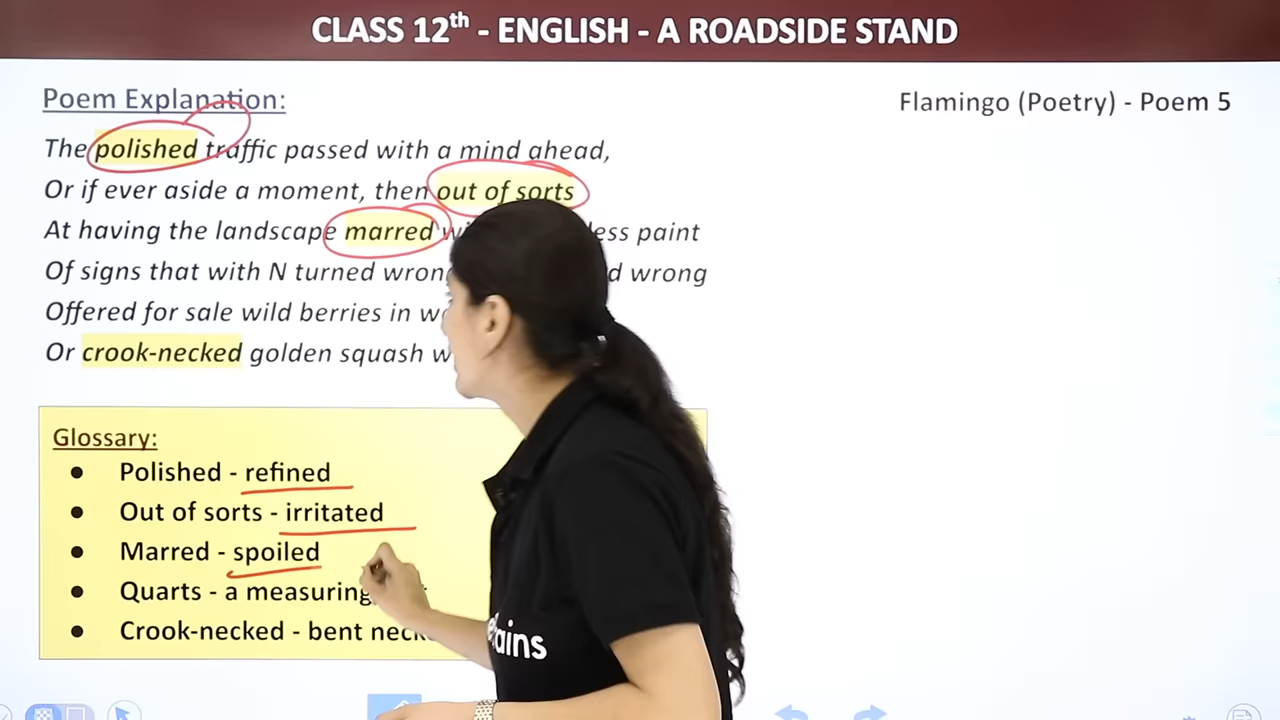 CLASS 12th - ENGLISH - A ROADSIDE STAND
Poem Explanation:
Flamingo (Poetry) - Poem 5
The polished traffic passed with a mind ahead,
Or if ever aside a moment, then out of sorts
At having the landscape marred less paint
Of signs that with N turned wrong
Offered for sale wild berries in
Or crook-necked golden squash
Glossary:
● Polished - refined
● Out of sorts - irritated
● Marred - spoiled
● Quarts - a measuring
● Crook-necked - bent neck
ains